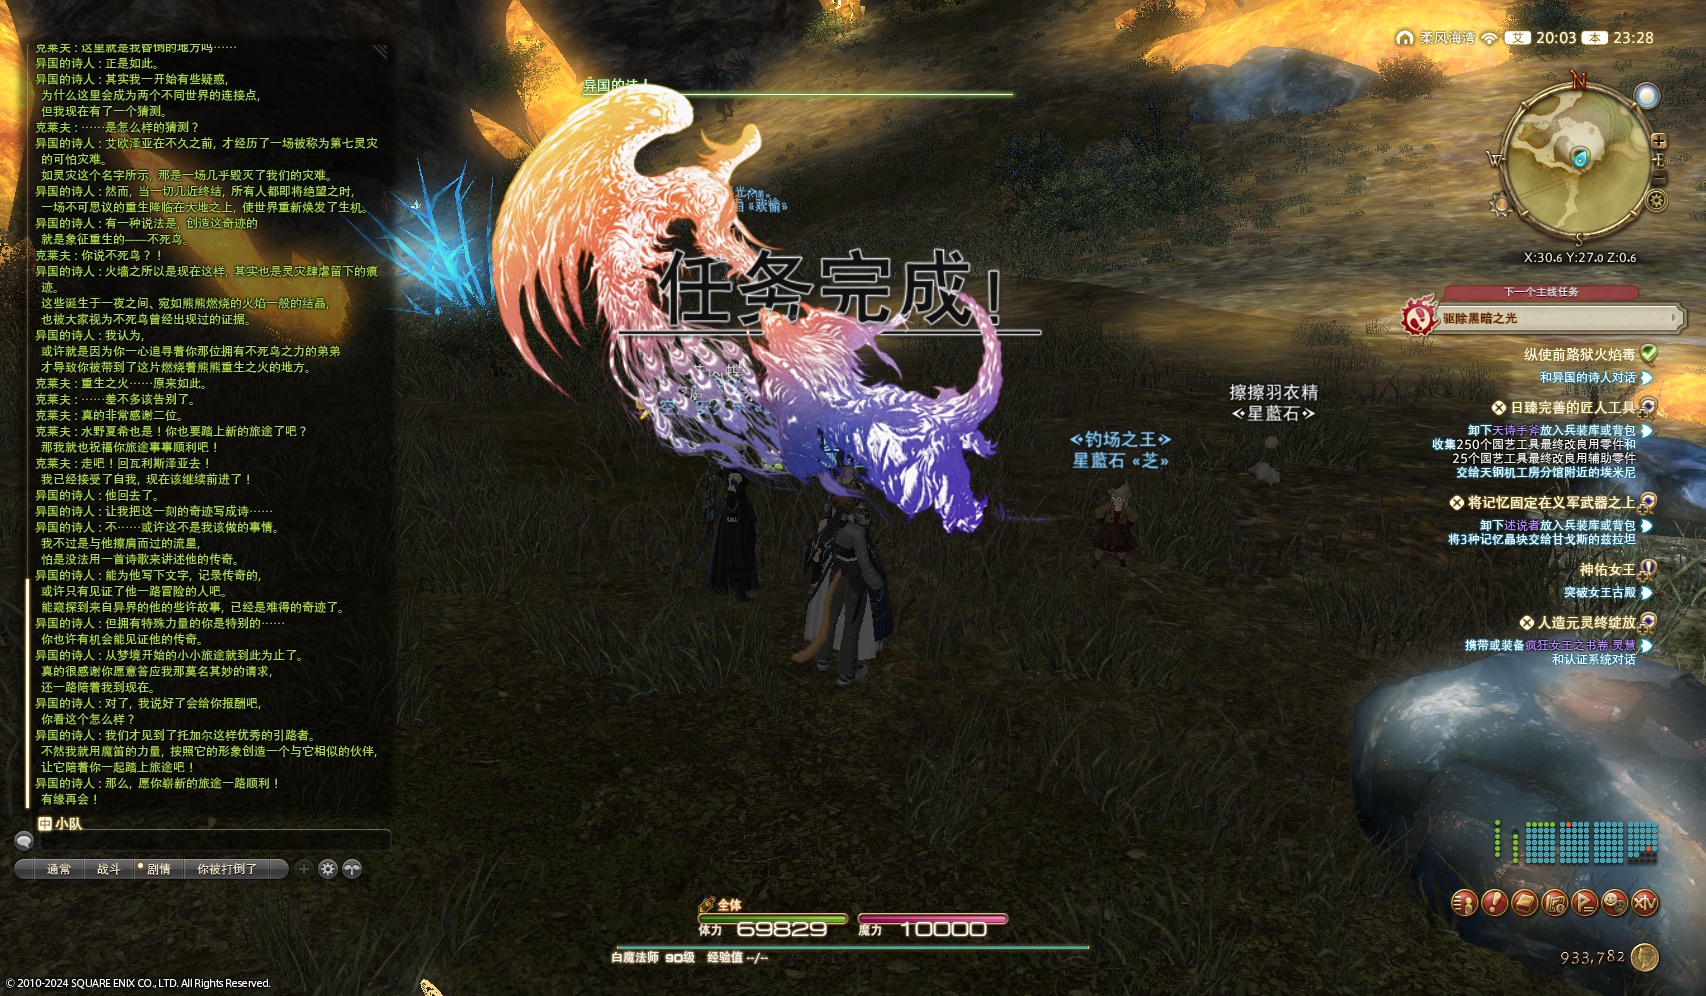 克莱夫：这里就是我昏倒的地方吗……
异国的诗人：正是如此。
异国的诗人：其实我一开始有些疑惑，
为什么这里会成为两个不同世界的连接点，
但我现在有了一个猜测。
克莱夫：……是怎么样的猜测？
异国的诗人：艾欧泽亚在不久之前，才经历了一场被称为第七灵灾
的可怕灾难。
如灵灾这个名字所示，那是一场几乎毁灭了我们的灾难。
异国的诗人：然而，当一切几近终结，所有人都即将绝望之时，
一场不可思议的重生降临在大地之上，使世界重新焕发了生机。
异国的诗人：有一种说法是，创造这奇迹的
就是象征重生的——不死鸟。
克莱夫：你说不死鸟？！
异国的诗人：火墙之所以是现在这样，其实也是灵灾肆虐留下的痕
迹。
这些诞生于一夜之间、宛如熊熊燃烧的火焰一般的结晶，
也被大家视为不死鸟曾经出现过的证据。
异国的诗人：我认为，
或许就是因为你一心追寻着你那位拥有不死鸟之力的弟弟
才导致你被带到了这片燃烧着熊熊重生之火的地方。
克莱夫：重生之火……原来如此。
克莱夫：……差不多该告别了。
克莱夫：真的非常感谢二位。
克莱夫：水野夏希也是！你也要踏上新的旅途了吧？
那我就也祝福你旅途事事顺利吧！
克莱夫：走吧！回瓦利斯泽亚去！
我已经接受了自我，现在该继续前进了！
异国的诗人：他回去了。
异国的诗人：让我把这一刻的奇迹写成诗……
异国的诗人：不……或许这不是我该做的事情。
我不过是与他擦肩而过的流星，
怕是没法用一首诗歌来讲述他的传奇。
异国的诗人：能为他写下文字，记录传奇的，
或许只有见证了他一路冒险的人吧。
能窥探到来自异界的他的些许故事，已经是难得的奇迹了。
异国的诗人：但拥有特殊力量的你是特别的……
你也许有机会能见证他的传奇。
异国的诗人：从梦境开始的小小旅途就到此为止了。
真的很感谢你愿意答应我那莫名其妙的请求，
还一路陪着我到现在。
异国的诗人：对了，我说好了会给你报酬吧，
你看这个怎么样？
异国的诗人：我们才见到了托加尔这样优秀的引路者。
不然我就用魔笛的力量，按照它的形象创造一个与它相似的伙伴，
让它陪着你一起踏上旅途吧！
异国的诗人：那么，愿你崭新的旅途一路顺利！
有缘再会！
中 小队
通常 战斗 剧情 你被打倒了
© 2010-2024 SQUARE ENIX CO., LTD. All Rights Reserved.
异国的诗人
任务完成!
擦擦羽衣精
星蓝石
钓场之王
星蓝石 «芝»
全体
体力 69829 魔力 10000
白魔法师 90级 经验值 --/--
柔风海湾 艾 20:03 本 23:28
N
W
E
S
X:30.6 Y:27.0 Z:0.6
下一个主线任务
驱除黑暗之光
纵使前路狱火焰毒
和异国的诗人对话
日臻完善的匠人工具
卸下天诗手斧放入兵装库或背包
收集250个园艺工具最终改良用零件和
25个园艺工具最终改良用辅助零件
交给天钢机工房分馆附近的埃米尼
将记忆固定在义军武器之上
卸下述说者放入兵装库或背包
将3种记忆晶块交给甘戈斯的兹拉坦
神佑女王
突破女王古殿
人造元灵终绽放
携带或装备疯狂女王之书卷·灵慧
和认证系统对话
XIV
933,782